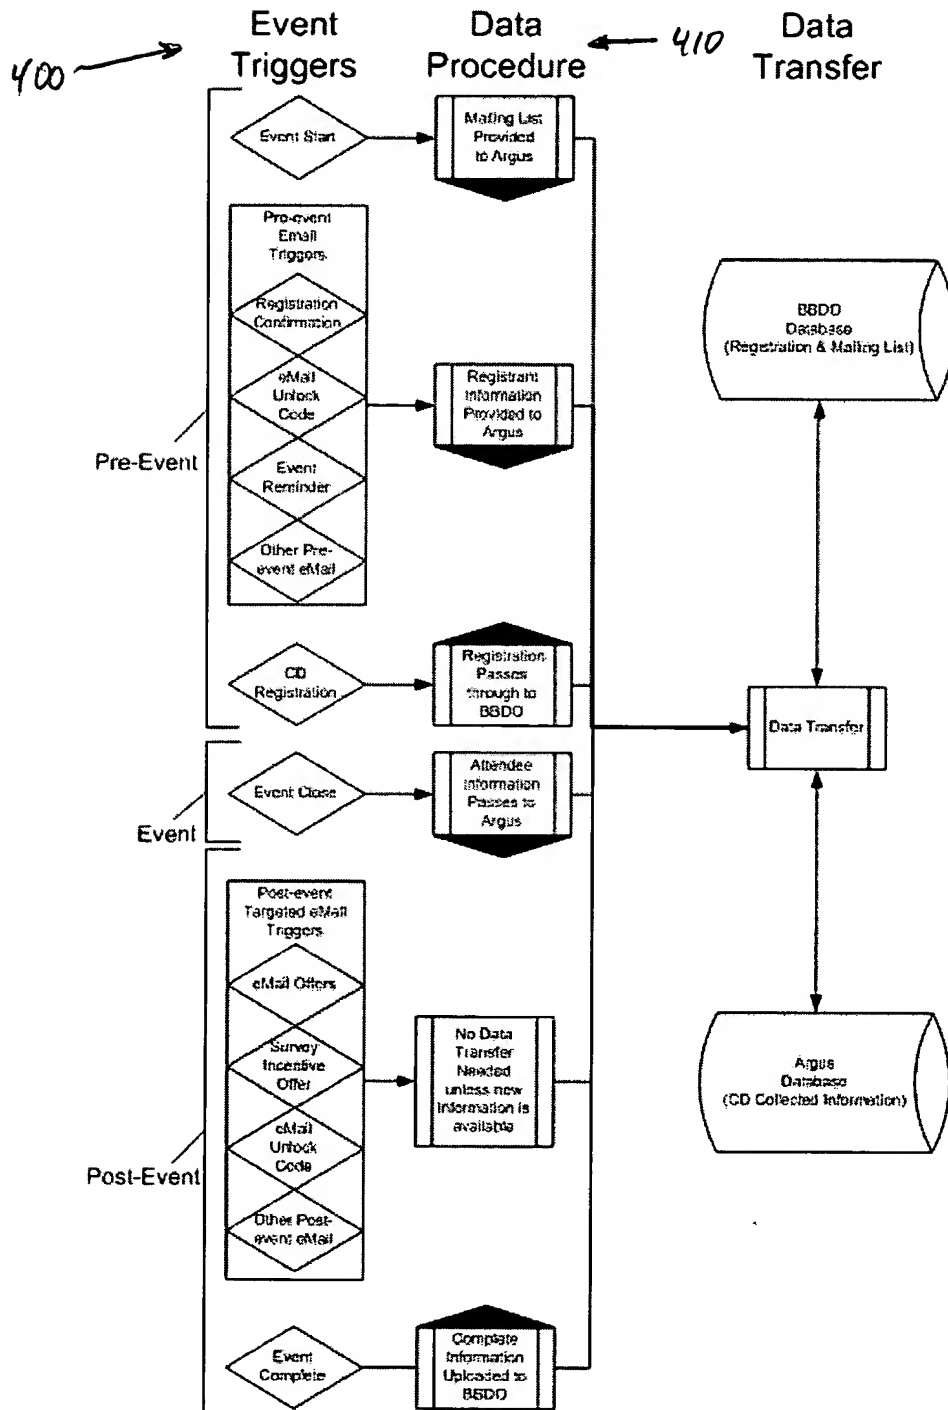 Event
Triggers
Data
Procedure
Data
Transfer
400
410
Event Start
Mailing List
Provided
to Argus
Pre-event
Email
Triggers
Registration
Confirmation
eMail
Unlock
Code
Event
Reminder
Other Pre-
event eMail
Registrant
Information
Provided to
Argus
BBDO
Database
(Registration & Mailing List)
Pre-Event
CD
Registration
Registration
Passes
through to
BBDO
Data Transfer
Event Close
Attendee
Information
Passes to
Argus
Event
Post-event
Targeted eMail
Triggers
eMail Offers
Survey
Incentive
Offer
eMail
Unlock
Code
Other Post-
event eMail
No Data
Transfer
Needed
unless new
information is
available
Argus
Database
(CD Collected Information)
Post-Event
Event
Complete
Complete
Information
Uploaded to
BBDO